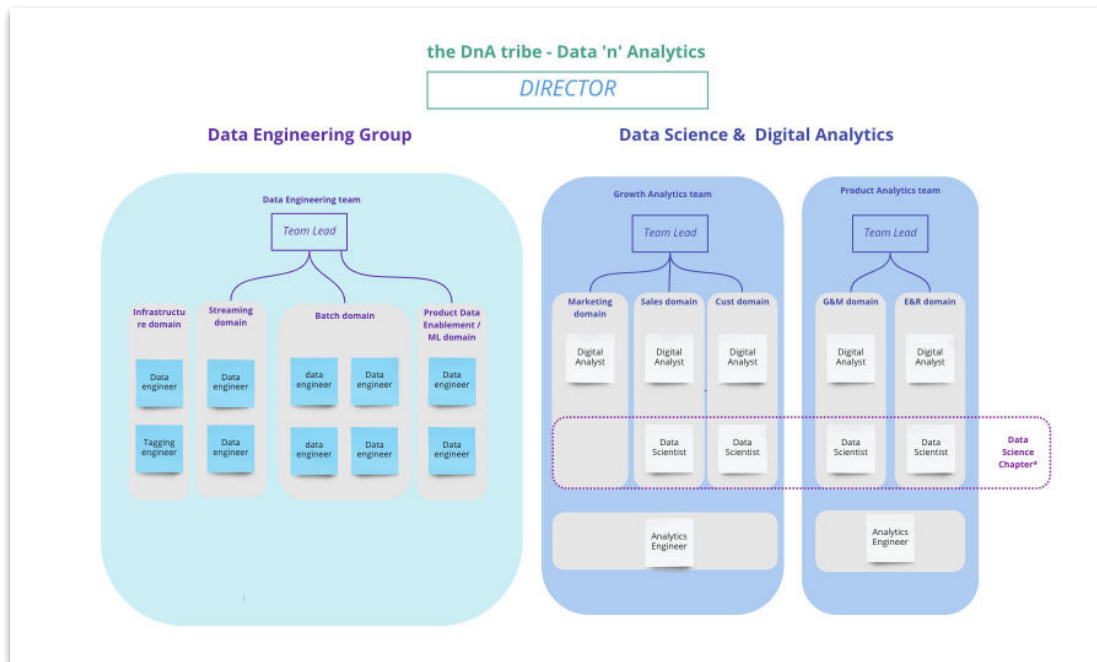 the DnA tribe - Data 'n' Analytics
DIRECTOR
Data Engineering Group
Data Science & Digital Analytics
Data Engineering team
Team Lead
Infrastructu
re domain
Streaming
domain
Batch domain
Product Data
Enablement /
ML domain
Data
engineer
Data
engineer
data
engineer
Data
engineer
Data
engineer
Tagging
engineer
Data
engineer
data
engineer
Data
engineer
Data
engineer
Growth Analytics team
Team Lead
Marketing
domain
Sales domain
Cust domain
Digital
Analyst
Digital
Analyst
Digital
Analyst
Data
Scientist
Data
Scientist
Analytics
Engineer
Product Analytics team
Team Lead
G&M domain
E&R domain
Digital
Analyst
Digital
Analyst
Data
Scientist
Data
Scientist
Analytics
Engineer
Data
Science
Chapter*